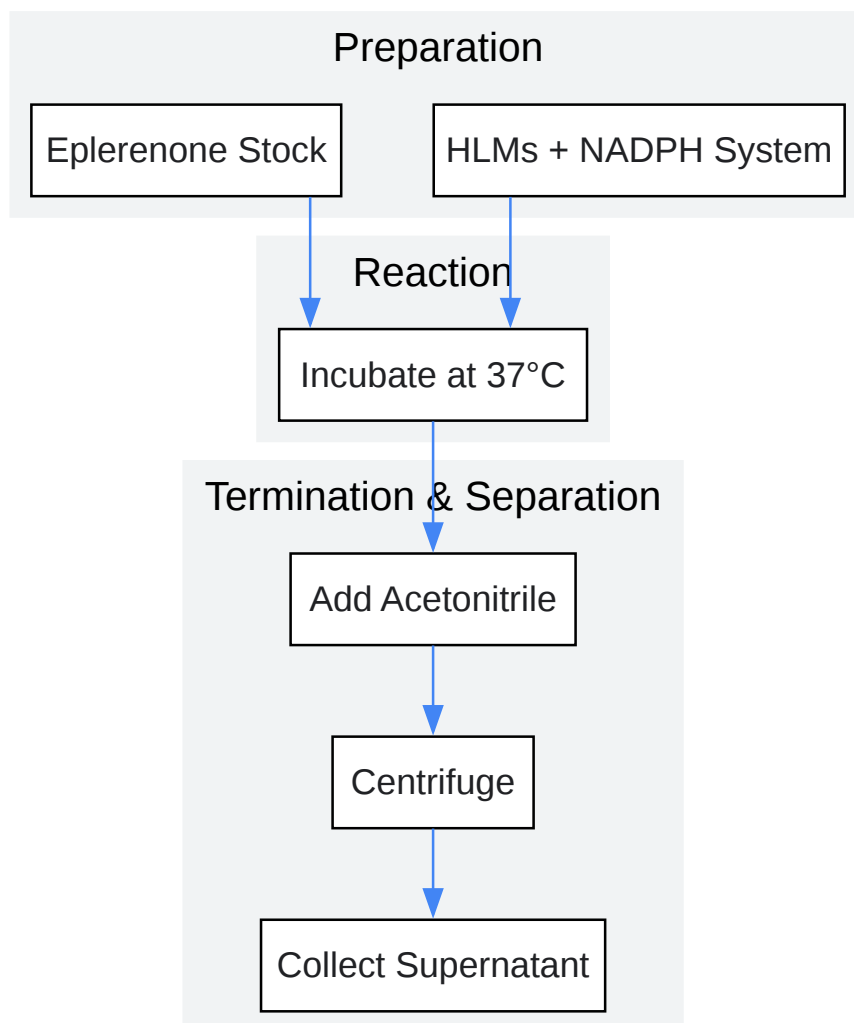 Preparation
Eplerenone Stock
HLMs + NADPH System
Reaction
Incubate at 37°C
Termination & Separation
Add Acetonitrile
Centrifuge
Collect Supernatant